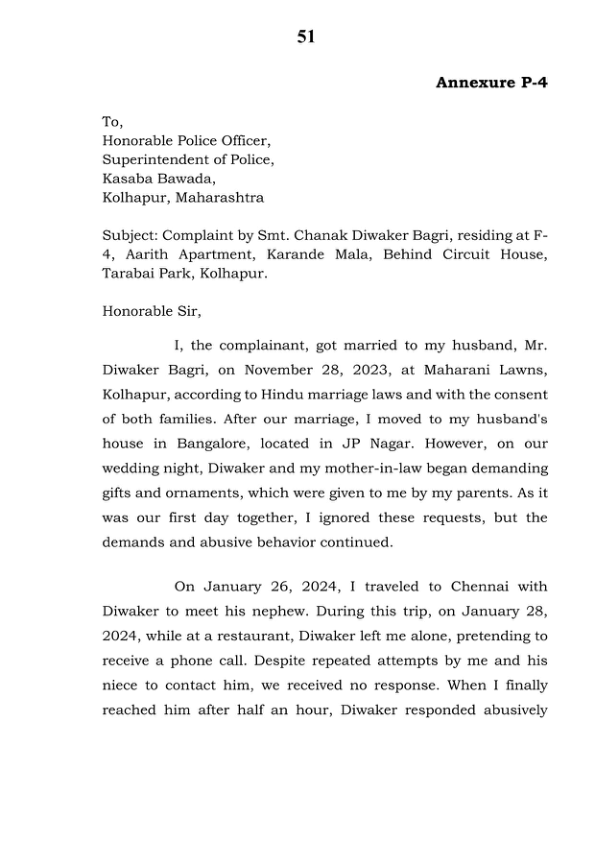 51
Annexure P-4
To,
Honorable Police Officer,
Superintendent of Police,
Kasaba Bawada,
Kolhapur, Maharashtra
Subject: Complaint by Smt. Chanak Diwaker Bagri, residing at F-
4, Aarith Apartment, Karande Mala, Behind Circuit House,
Tarabai Park, Kolhapur.
Honorable Sir,
I, the complainant, got married to my husband, Mr.
Diwaker Bagri, on November 28, 2023, at Maharani Lawns,
Kolhapur, according to Hindu marriage laws and with the consent
of both families. After our marriage, I moved to my husband's
house in Bangalore, located in JP Nagar. However, on our
wedding night, Diwaker and my mother-in-law began demanding
gifts and ornaments, which were given to me by my parents. As it
was our first day together, I ignored these requests, but the
demands and abusive behavior continued.
On January 26, 2024, I traveled to Chennai with
Diwaker to meet his nephew. During this trip, on January 28,
2024, while at a restaurant, Diwaker left me alone, pretending to
receive a phone call. Despite repeated attempts by me and his
niece to contact him, we received no response. When I finally
reached him after half an hour, Diwaker responded abusively